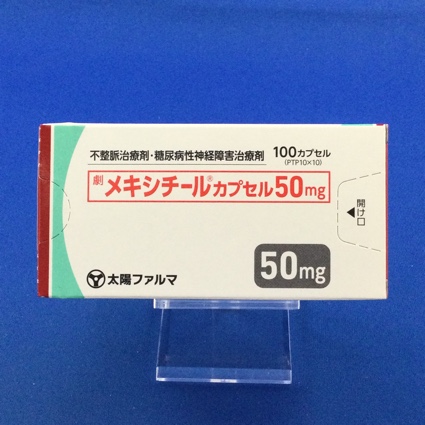 不整脈治療剤・糖尿病性神経障害治療剤 100カプセル
(PTP10×10)
劇 メキシチール®カプセル50mg
開け口
50mg
太陽ファルマ